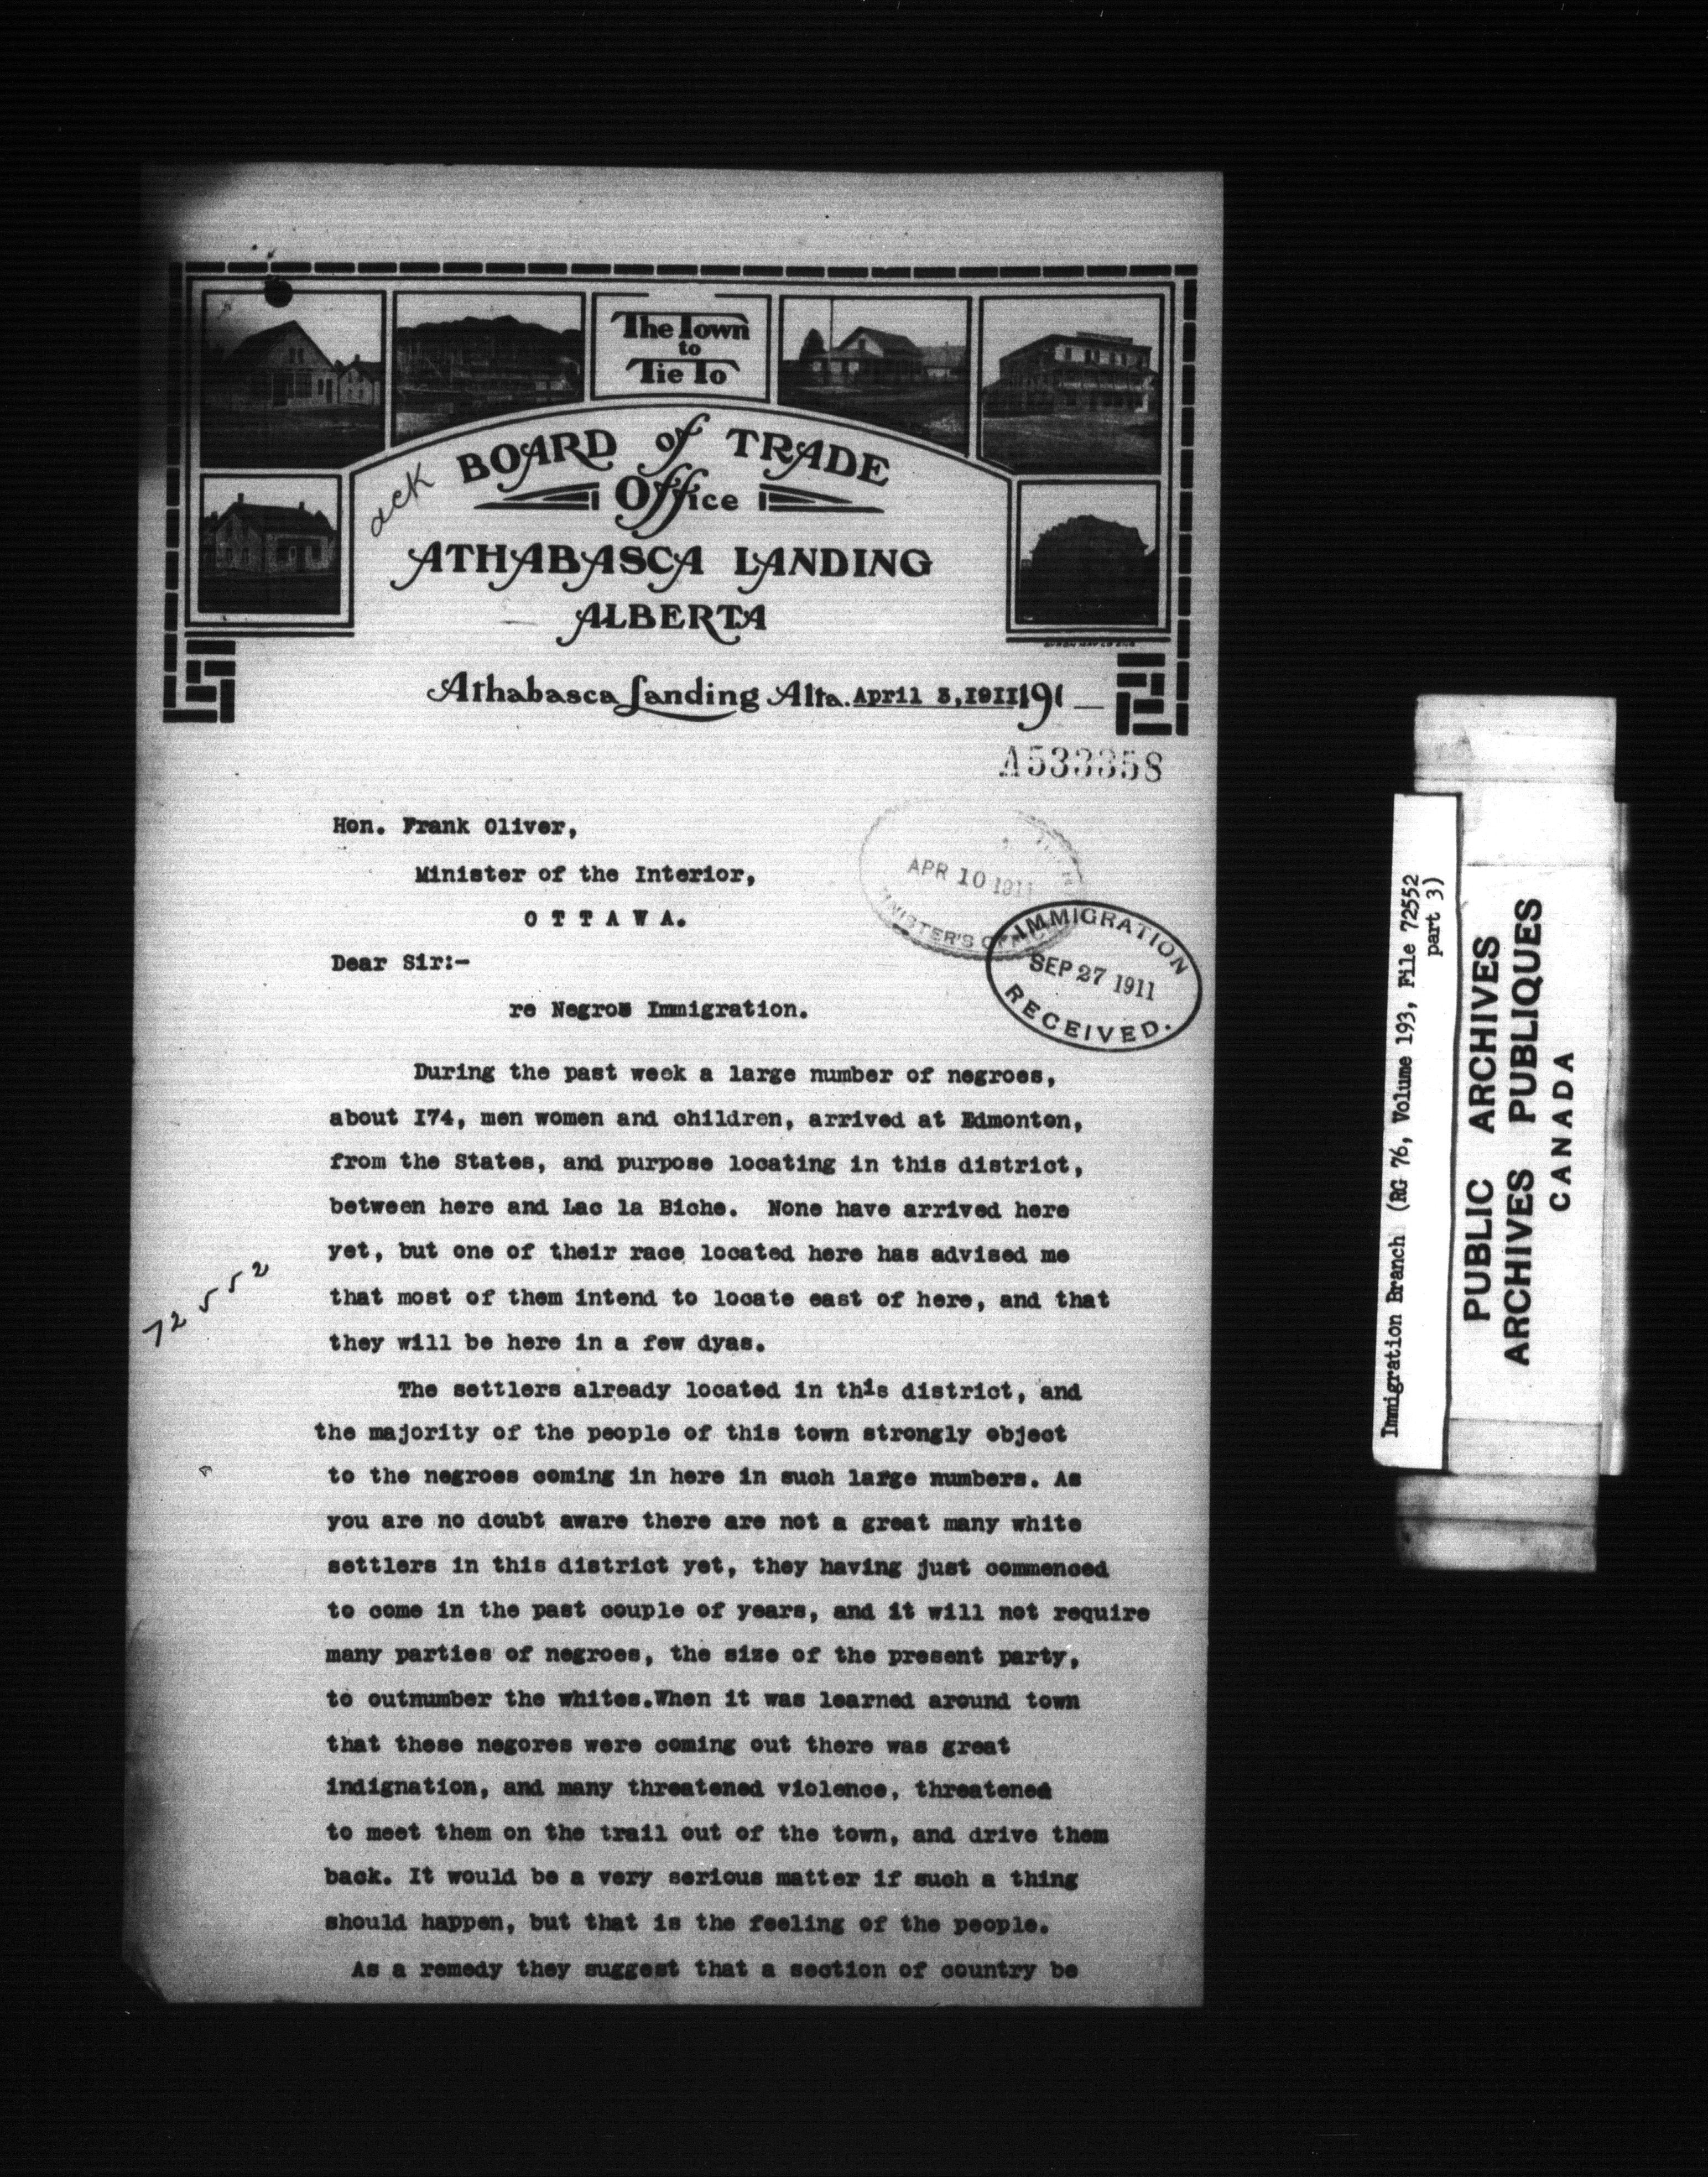 The Town
to
Tie To
ack
BOARD of TRADE
Office
ATHABASCA LANDING
ALBERTA
Athabasca Landing Alta. April 3,1911 191
A533358
Hon. Frank Oliver,
Minister of the Interior,
O T T A W A.
APR 10 1911
MINISTER'S OFFICE
IMMIGRATION
SEP 27 1911
RECEIVED.
Dear Sir:-
re Negro Immigration.
During the past week a large number of negroes,
about I74, men women and children, arrived at Edmonton,
from the States, and purpose locating in this district,
between here and Lac la Biche. None have arrived here
yet, but one of their race located here has advised me
that most of them intend to locate east of here, and that
they will be here in a few dyas.
72552
The settlers already located in this district, and
the majority of the people of this town strongly object
to the negroes coming in here in such large numbers. As
you are no doubt aware there are not a great many white
settlers in this district yet, they having just commenced
to come in the past couple of years, and it will not require
many parties of negroes, the size of the present party,
to outnumber the whites.When it was learned around town
that these negores were coming out there was great
indignation, and many threatened violence, threatened
to meet them on the trail out of the town, and drive them
back. It would be a very serious matter if such a thing
should happen, but that is the feeling of the people.
As a remedy they suggest that a section of country be
Immigration Branch (RG 76, Volume 193, File 72552
part 3)
PUBLIC ARCHIVES
ARCHIVES PUBLIQUES
CANADA